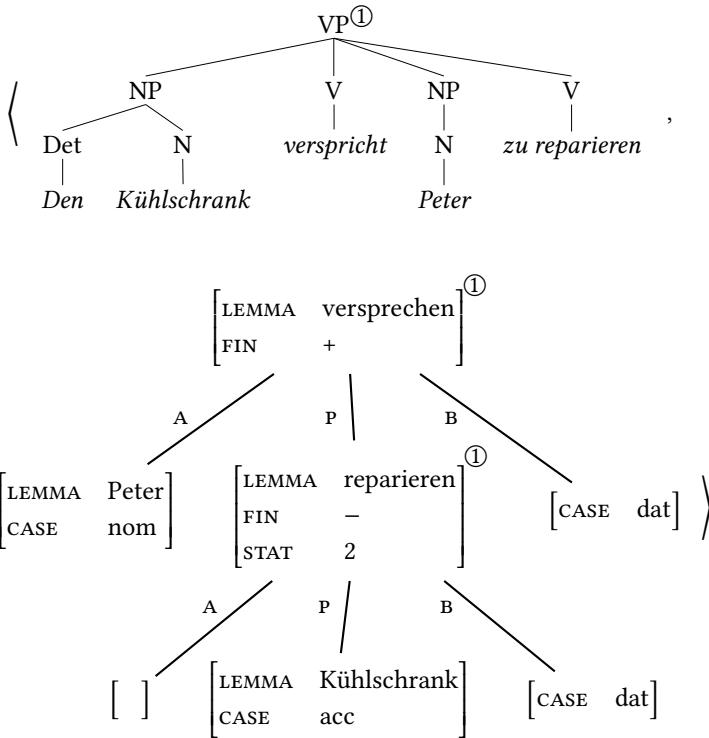 VP①
NP V NP V
⟨ Det N verspricht N zu reparieren ,
Den Kühlschrank Peter
[LEMMA versprechen]①
[FIN +]
A P B
[LEMMA Peter] [LEMMA reparieren]①
[CASE nom] [FIN −] [CASE dat] ⟩
[STAT 2]
A P B
[ ] [LEMMA Kühlschrank] [CASE dat]
[CASE acc]